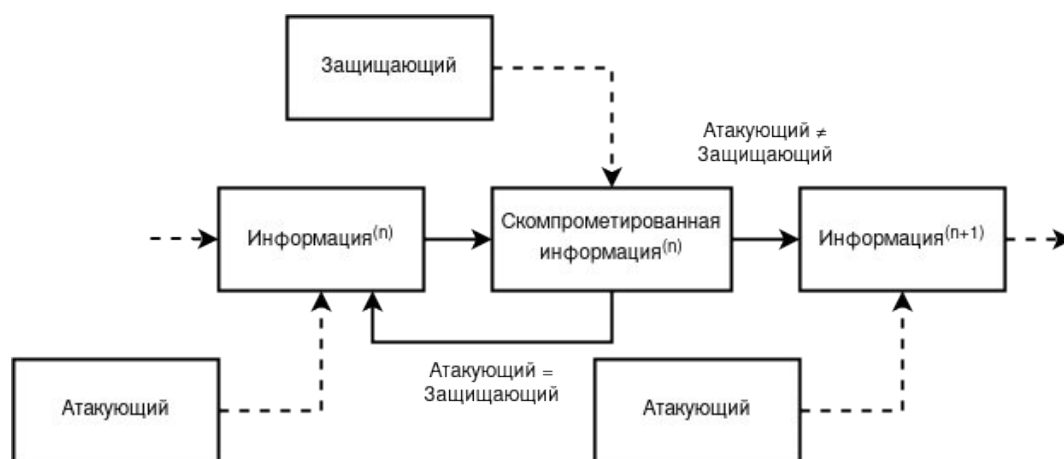 Защищающий
Атакующий ≠
Защищающий
Информация⁽ⁿ⁾
Скомпрометированная
информация⁽ⁿ⁾
Информация⁽ⁿ⁺¹⁾
Атакующий =
Защищающий
Атакующий
Атакующий